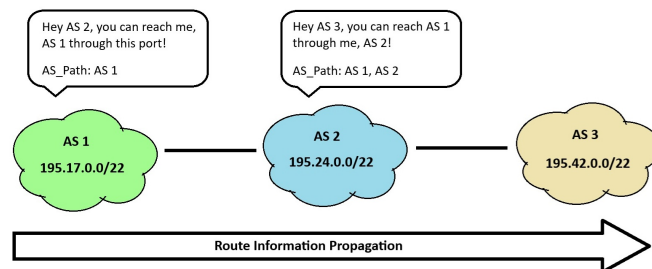 Hey AS 2, you can reach me,
AS 1 through this port!
AS_Path: AS 1
Hey AS 3, you can reach AS 1
through me, AS 2!
AS_Path: AS 1, AS 2
AS 1
195.17.0.0/22
AS 2
195.24.0.0/22
AS 3
195.42.0.0/22
Route Information Propagation